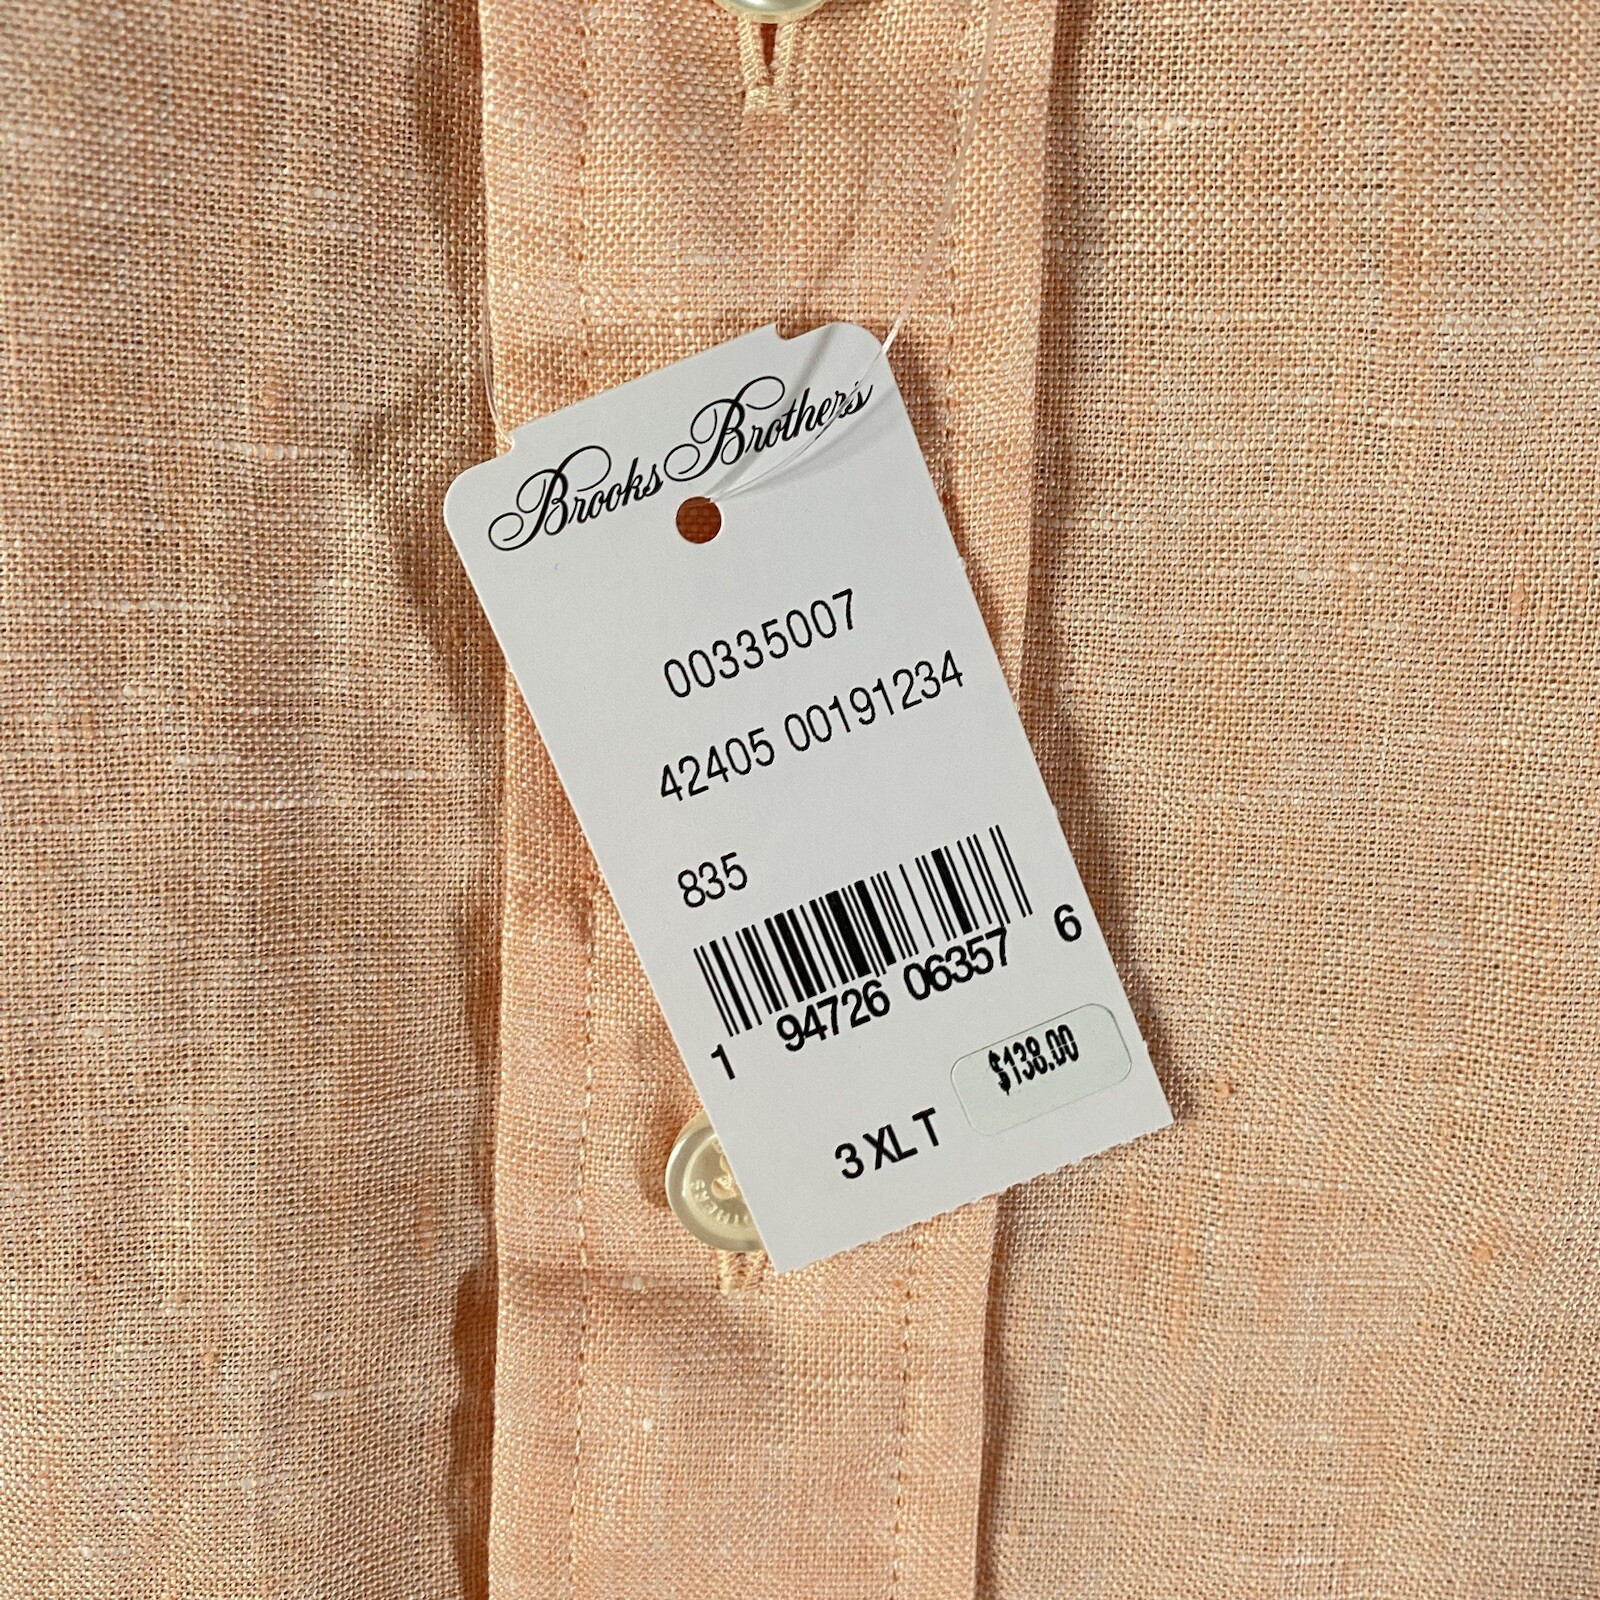 Brooks Brothers
00335007
42405 00191234
835
1 94726 06357 6
$138.00
3 XL T